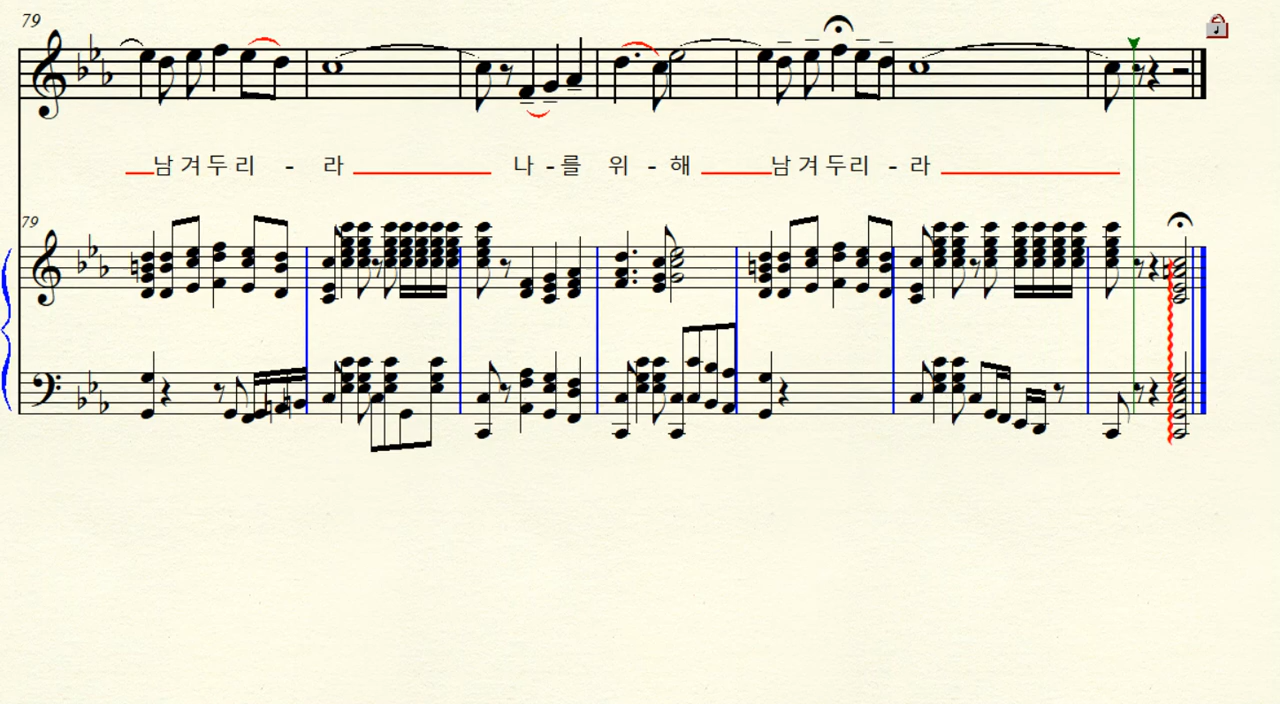 79
남 겨 두 리 - 라 나 - 를 위 - 해 남 겨 두 리 - 라
79